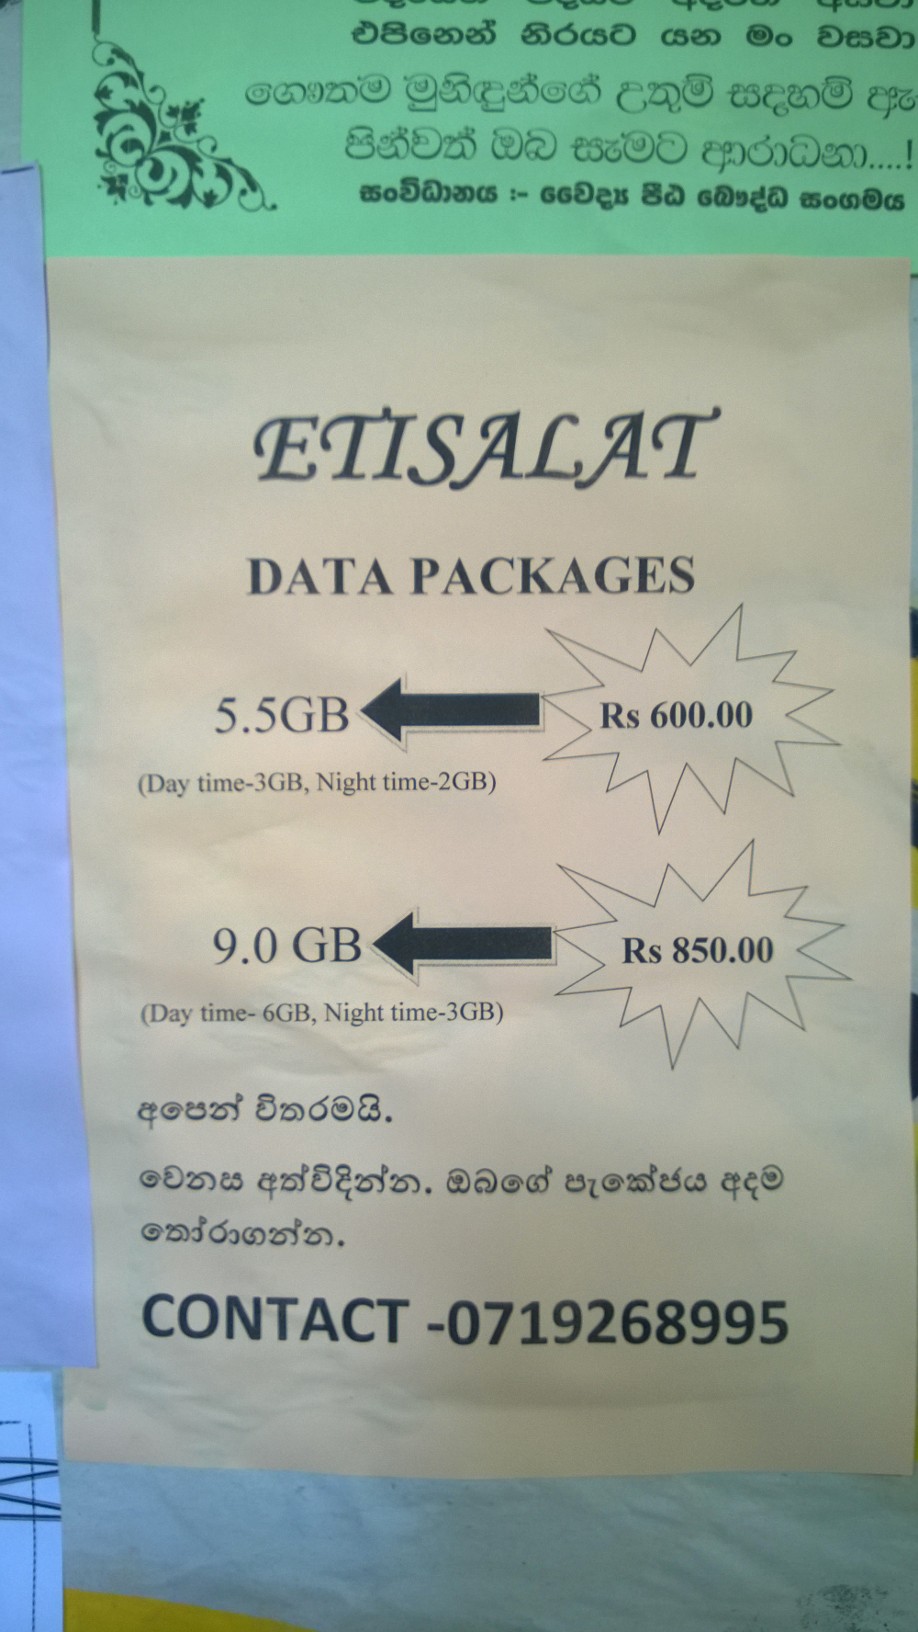 එපිනෙන් නිරයට යන මං වසවා
ගෞතම මුනිඳුන්ගේ උතුම් සදහම්
පින්වත් ඔබ සැමට ආරාධනා....!
සංවිධානය :- වෛද්‍ය පීඨ බෞද්ධ සංගමය
ETISALAT
DATA PACKAGES
5.5GB Rs 600.00
(Day time-3GB, Night time-2GB)
9.0 GB Rs 850.00
(Day time- 6GB, Night time-3GB)
අපෙන් විතරමයි.
වෙනස අත්විදින්න. ඔබගේ පැකේජය අදම
තෝරාගන්න.
CONTACT -0719268995